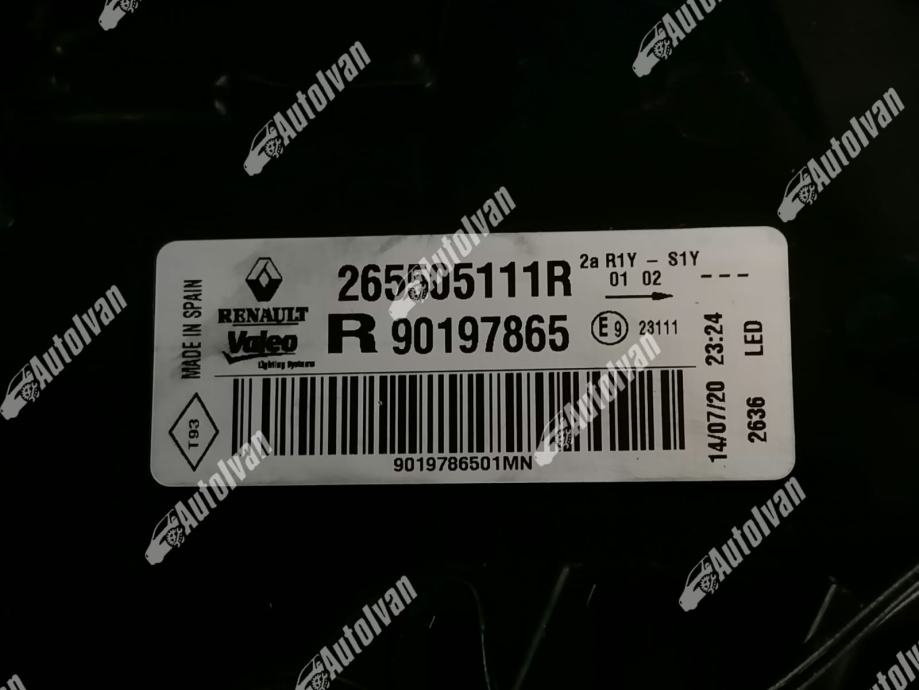 265505111R
2a R1Y - S1Y
01 02
---
MADE IN SPAIN
RENAULT
Valeo
Lighting Systems
R 90197865
E9
23111
14/07/20 23:24
2636 LED
T93
9019786501MN
AutoIvan
AutoIvan
AutoIvan
AutoIvan
AutoIvan
AutoIvan
AutoIvan
AutoIvan
AutoIvan